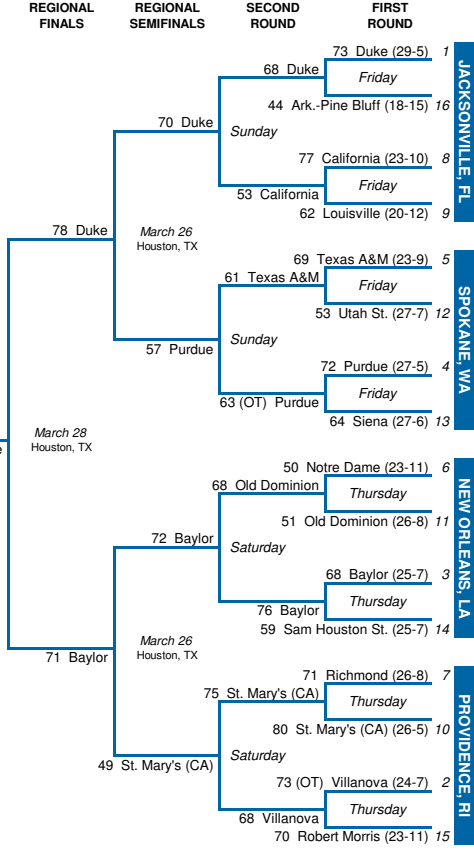 REGIONAL FINALS
REGIONAL SEMIFINALS
SECOND ROUND
FIRST ROUND
73 Duke (29-5) 1
68 Duke
Friday
44 Ark.-Pine Bluff (18-15) 16
70 Duke
Sunday
77 California (23-10) 8
53 California
Friday
62 Louisville (20-12) 9
JACKSONVILLE, FL
78 Duke
March 26
Houston, TX
69 Texas A&M (23-9) 5
61 Texas A&M
Friday
53 Utah St. (27-7) 12
57 Purdue
Sunday
72 Purdue (27-5) 4
63 (OT) Purdue
Friday
64 Siena (27-6) 13
SPOKANE, WA
March 28
Houston, TX
e
50 Notre Dame (23-11) 6
68 Old Dominion
Thursday
51 Old Dominion (26-8) 11
72 Baylor
Saturday
68 Baylor (25-7) 3
76 Baylor
Thursday
59 Sam Houston St. (25-7) 14
NEW ORLEANS, LA
March 26
Houston, TX
71 Baylor
71 Richmond (26-8) 7
75 St. Mary's (CA)
Thursday
80 St. Mary's (CA) (26-5) 10
49 St. Mary's (CA)
Saturday
73 (OT) Villanova (24-7) 2
68 Villanova
Thursday
70 Robert Morris (23-11) 15
PROVIDENCE, RI